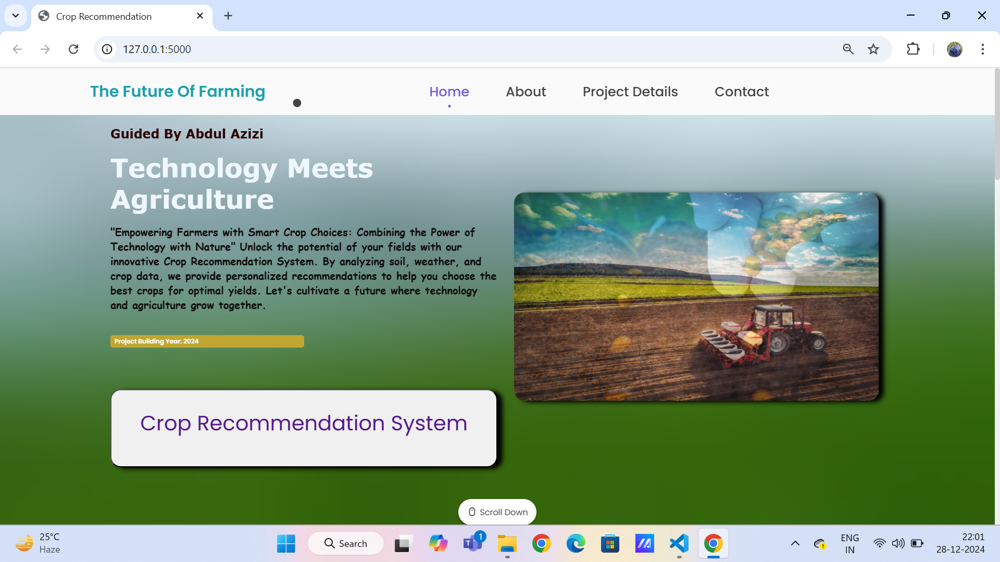 Crop Recommendation
127.0.0.1:5000
The Future Of Farming
Home
About
Project Details
Contact
Guided By Abdul Azizi
Technology Meets
Agriculture
"Empowering Farmers with Smart Crop Choices: Combining the Power of
Technology with Nature" Unlock the potential of your fields with our
innovative Crop Recommendation System. By analyzing soil, weather, and
crop data, we provide personalized recommendations to help you choose the
best crops for optimal yields. Let's cultivate a future where technology
and agriculture grow together.
Project Building Year: 2024
Crop Recommendation System
Scroll Down
25°C
Haze
Search
1
ENG
IN
22:01
28-12-2024